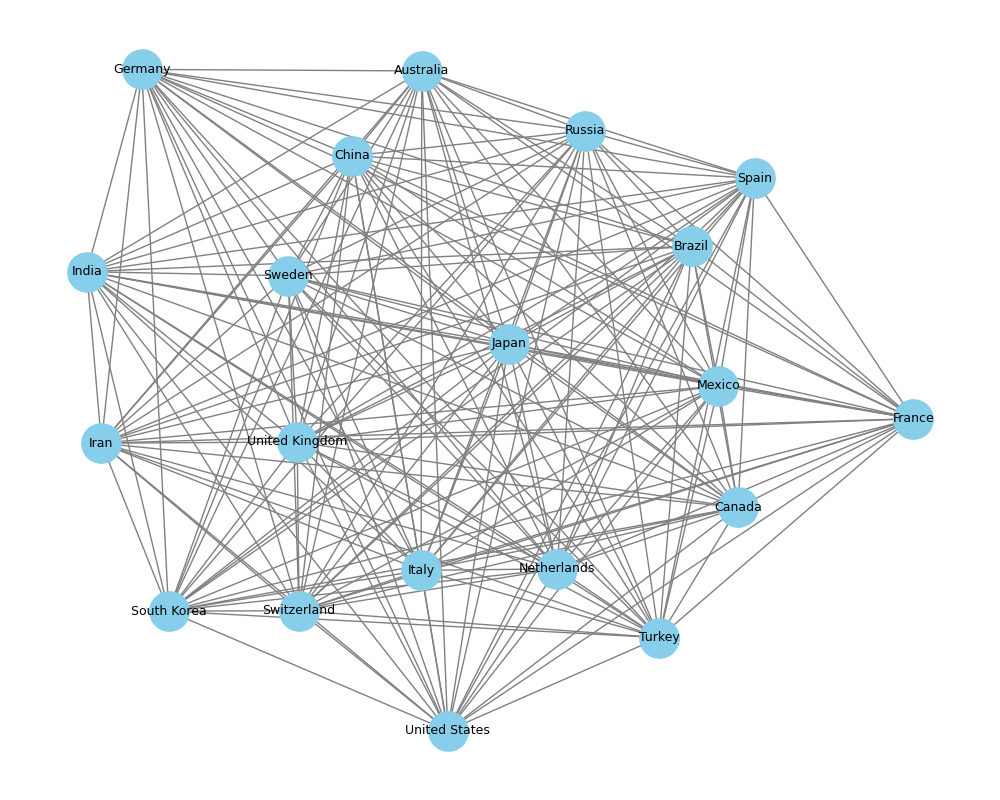 Germany
Australia
Russia
China
Spain
Brazil
India
Sweden
Japan
Mexico
France
Iran
United Kingdom
Canada
Italy
Netherlands
South Korea
Switzerland
Turkey
United States